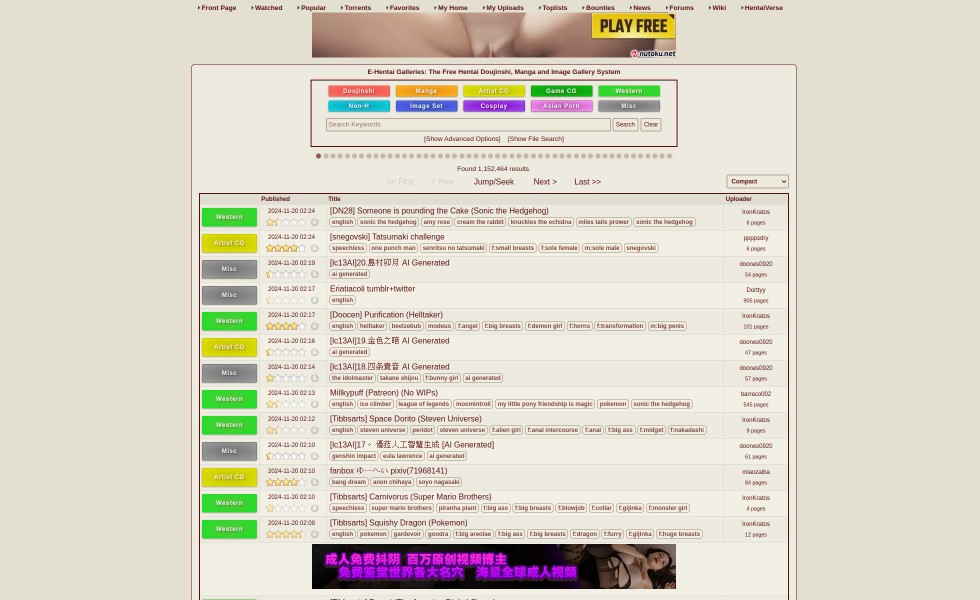 Front Page Watched Popular Torrents Favorites My Home My Uploads Toplists Bounties News Forums Wiki HentaiVerse
PLAY FREE
nutaku.net
E-Hentai Galleries: The Free Hentai Doujinshi, Manga and Image Gallery System
Doujinshi Manga Artist CG Game CG Western
Non-H Image Set Cosplay Asian Porn Misc
Search Keywords Search Clear
[Show Advanced Options] [Show File Search]
Found 1,152,464 results.
<< First < Prev Jump/Seek Next > Last >> Compact
Published Title Uploader
Western 2024-11-20 02:24 [DN28] Someone is pounding the Cake (Sonic the Hedgehog) IronKratos
english sonic the hedgehog amy rose cream the rabbit knuckles the echidna miles tails prower sonic the hedgehog 6 pages
Artist CG 2024-11-20 02:24 [snegovski] Tatsumaki challenge ppppsdry
speechless one punch man senritsu no tatsumaki f:small breasts f:sole female m:sole male snegovski 6 pages
Misc 2024-11-20 02:19 [lc13AI]20.島村卯月 AI Generated doones0920
ai generated 54 pages
Misc 2024-11-20 02:17 Eriatiacoli tumblr+twitter Dorttyy
english 905 pages
Western 2024-11-20 02:17 [Doocen] Purification (Helltaker) IronKratos
english helltaker beelzebub modeus f:angel f:big breasts f:demon girl f:horns f:transformation m:big penis 101 pages
Artist CG 2024-11-20 02:16 [lc13AI]19.金色之暗 AI Generated doones0920
ai generated 47 pages
Misc 2024-11-20 02:14 [lc13AI]18.四条貴音 AI Generated doones0920
the idolmaster takane shijou f:bunny girl ai generated 57 pages
Western 2024-11-20 02:13 Millkypuff (Patreon) (No WIPs) barraco002
english ice climber league of legends moomintroll my little pony friendship is magic pokemon sonic the hedgehog 545 pages
Western 2024-11-20 02:12 [Tibbsarts] Space Dorito (Steven Universe) IronKratos
english steven universe peridot steven universe f:alien girl f:anal intercourse f:anal f:big ass f:midget f:nakadashi 9 pages
Misc 2024-11-20 02:10 [lc13AI]17。優菈人工智慧生成 [AI Generated] doones0920
genshin impact eula lawrence ai generated 61 pages
Artist CG 2024-11-20 02:10 fanbox ゆーへい pixiv(71968141) miaozaiba
bang dream anon chihaya soyo nagasaki 84 pages
Western 2024-11-20 02:10 [Tibbsarts] Carnivorus (Super Mario Brothers) IronKratos
speechless super mario brothers piranha plant f:big ass f:big breasts f:blowjob f:collar f:gijinka f:monster girl 4 pages
Western 2024-11-20 02:08 [Tibbsarts] Squishy Dragon (Pokemon) IronKratos
english pokemon gardevoir goodra f:big areolae f:big ass f:big breasts f:dragon f:furry f:gijinka f:huge breasts 12 pages
成人免费抖阴 百万原创视频博主
免费鉴赏世界各大名穴 海量全球成人视频